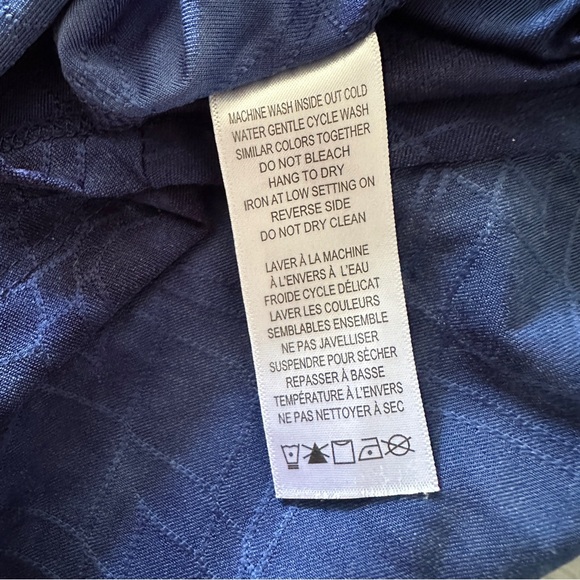 MACHINE WASH INSIDE OUT COLD
WATER GENTLE CYCLE WASH
SIMILAR COLORS TOGETHER
DO NOT BLEACH
HANG TO DRY
IRON AT LOW SETTING ON
REVERSE SIDE
DO NOT DRY CLEAN
LAVER À LA MACHINE
À L'ENVERS À L'EAU
FROIDE CYCLE DÉLICAT
LAVER LES COULEURS
SEMBLABLES ENSEMBLE
NE PAS JAVELLISER
SUSPENDRE POUR SÈCHER
REPASSER À BASSE
TEMPÉRATURE À L'ENVERS
NE PAS NETTOYER À SEC